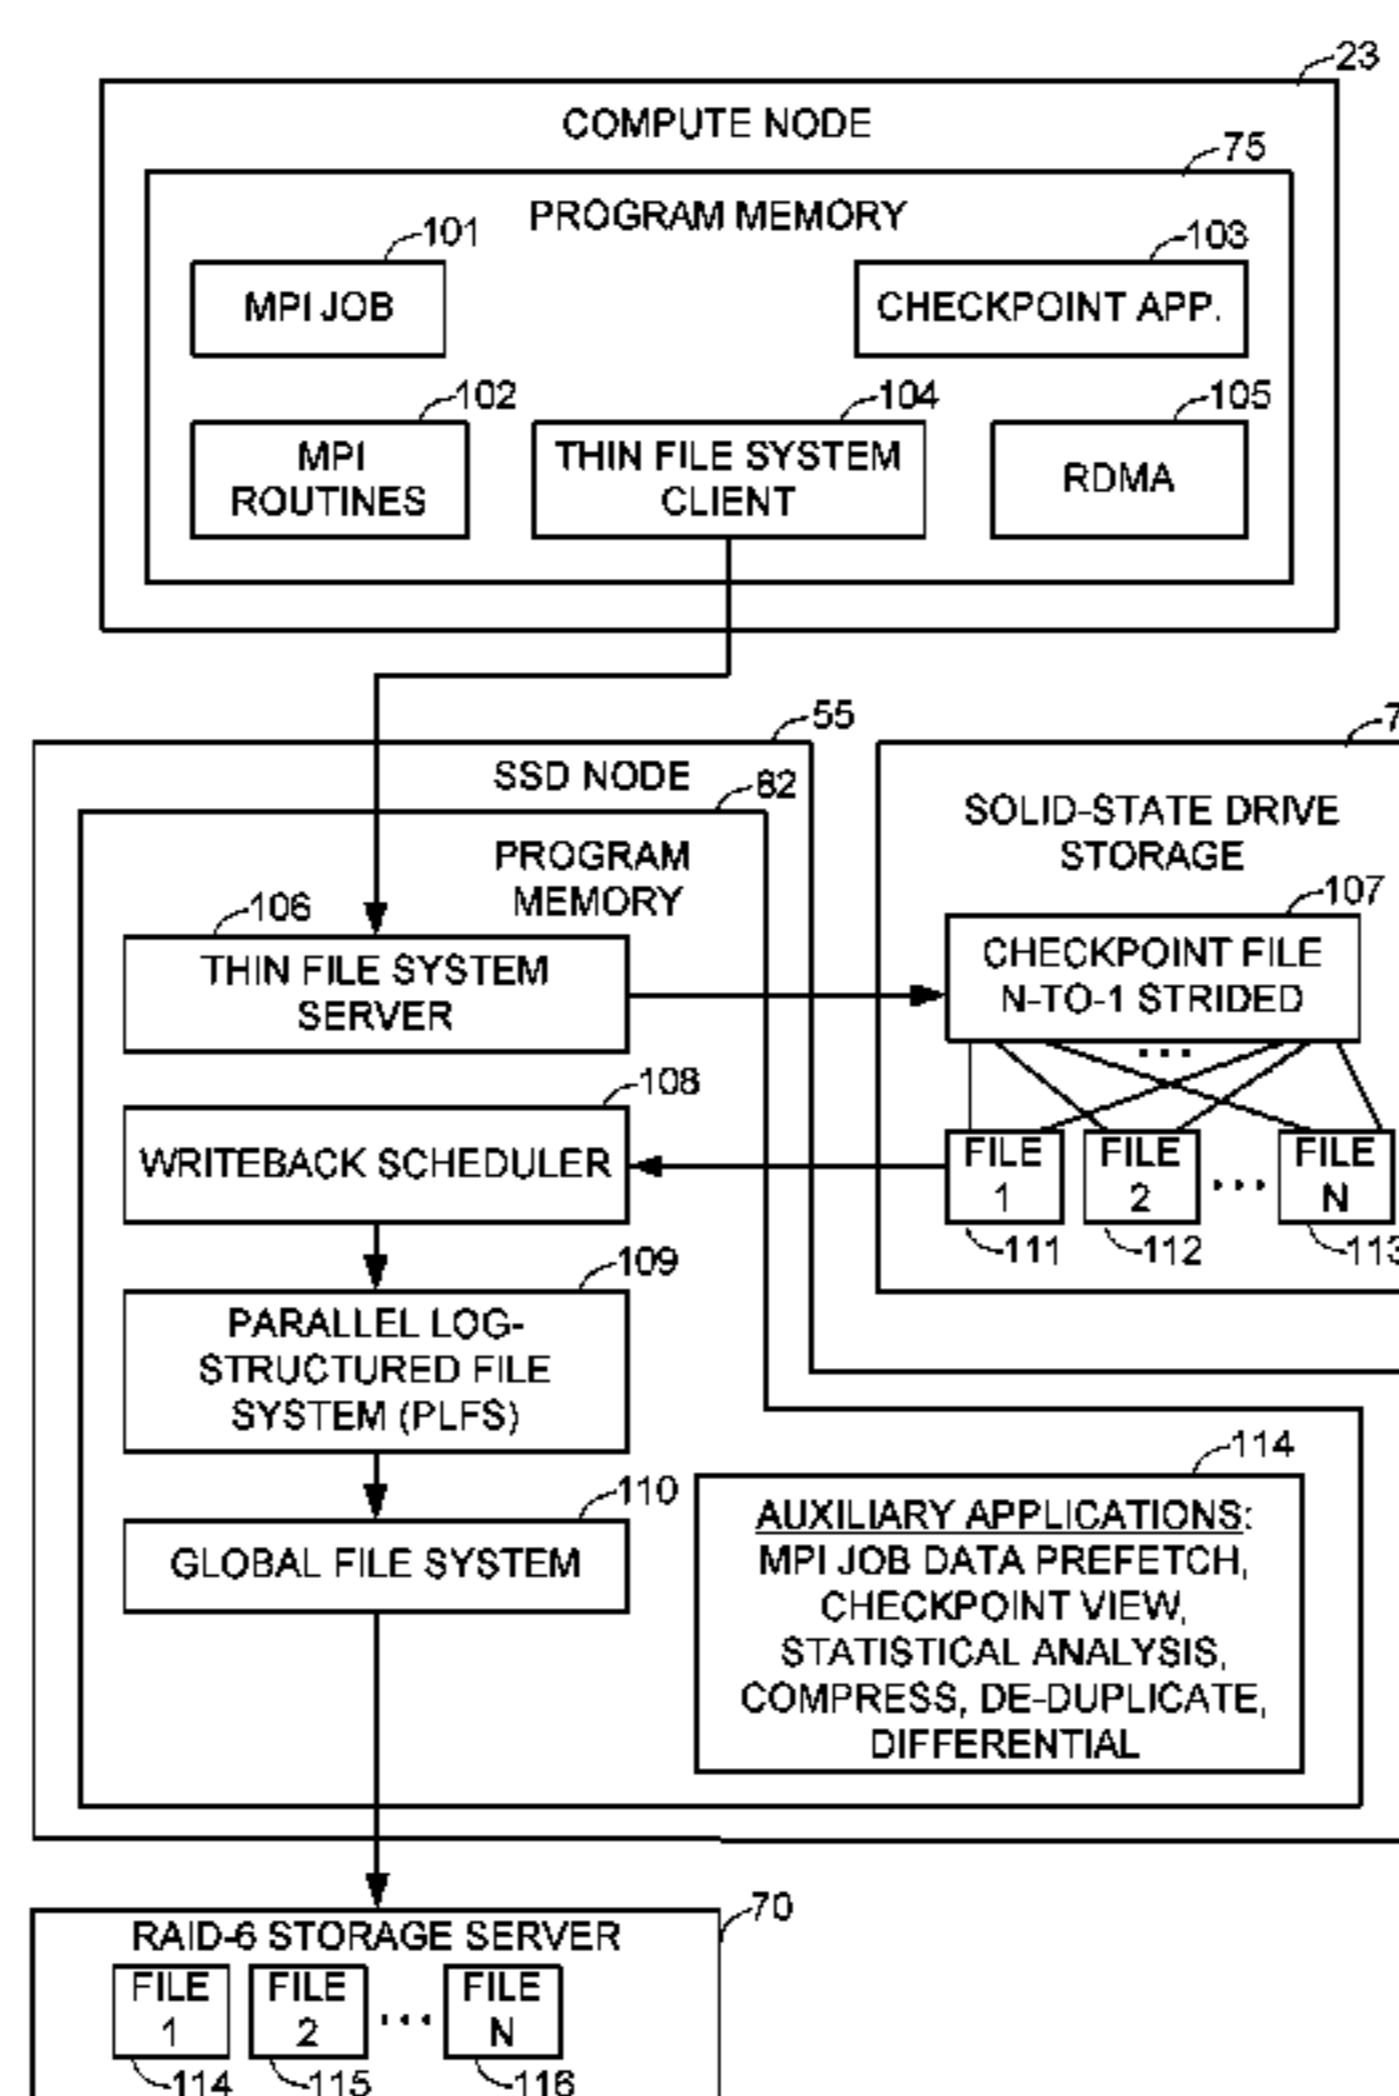 23
COMPUTE NODE
75
PROGRAM MEMORY
101
103
MPI JOB
CHECKPOINT APP.
102
104
105
MPI
ROUTINES
THIN FILE SYSTEM
CLIENT
RDMA
55
7
SSD NODE
82
SOLID-STATE DRIVE
STORAGE
PROGRAM
MEMORY
106
107
THIN FILE SYSTEM
SERVER
CHECKPOINT FILE
N-TO-1 STRIDED
...
108
WRITEBACK SCHEDULER
FILE
1
FILE
2
...
FILE
N
111
112
113
109
PARALLEL LOG-
STRUCTURED FILE
SYSTEM (PLFS)
114
110
AUXILIARY APPLICATIONS:
MPI JOB DATA PREFETCH,
CHECKPOINT VIEW,
STATISTICAL ANALYSIS,
COMPRESS, DE-DUPLICATE,
DIFFERENTIAL
GLOBAL FILE SYSTEM
70
RAID-6 STORAGE SERVER
FILE
1
FILE
2
...
FILE
N
114
115
116